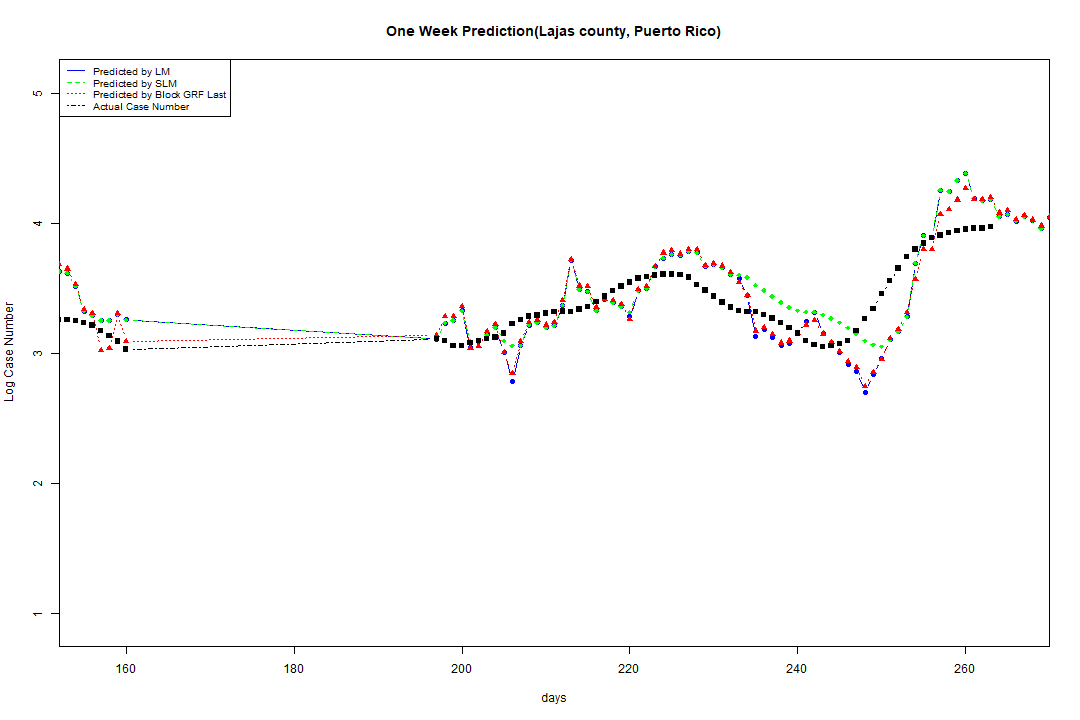 One Week Prediction(Lajas county, Puerto Rico)
Predicted by LM
Predicted by SLM
Predicted by Block GRF Last
Actual Case Number
5
4
3
2
1
Log Case Number
160 180 200 220 240 260
days